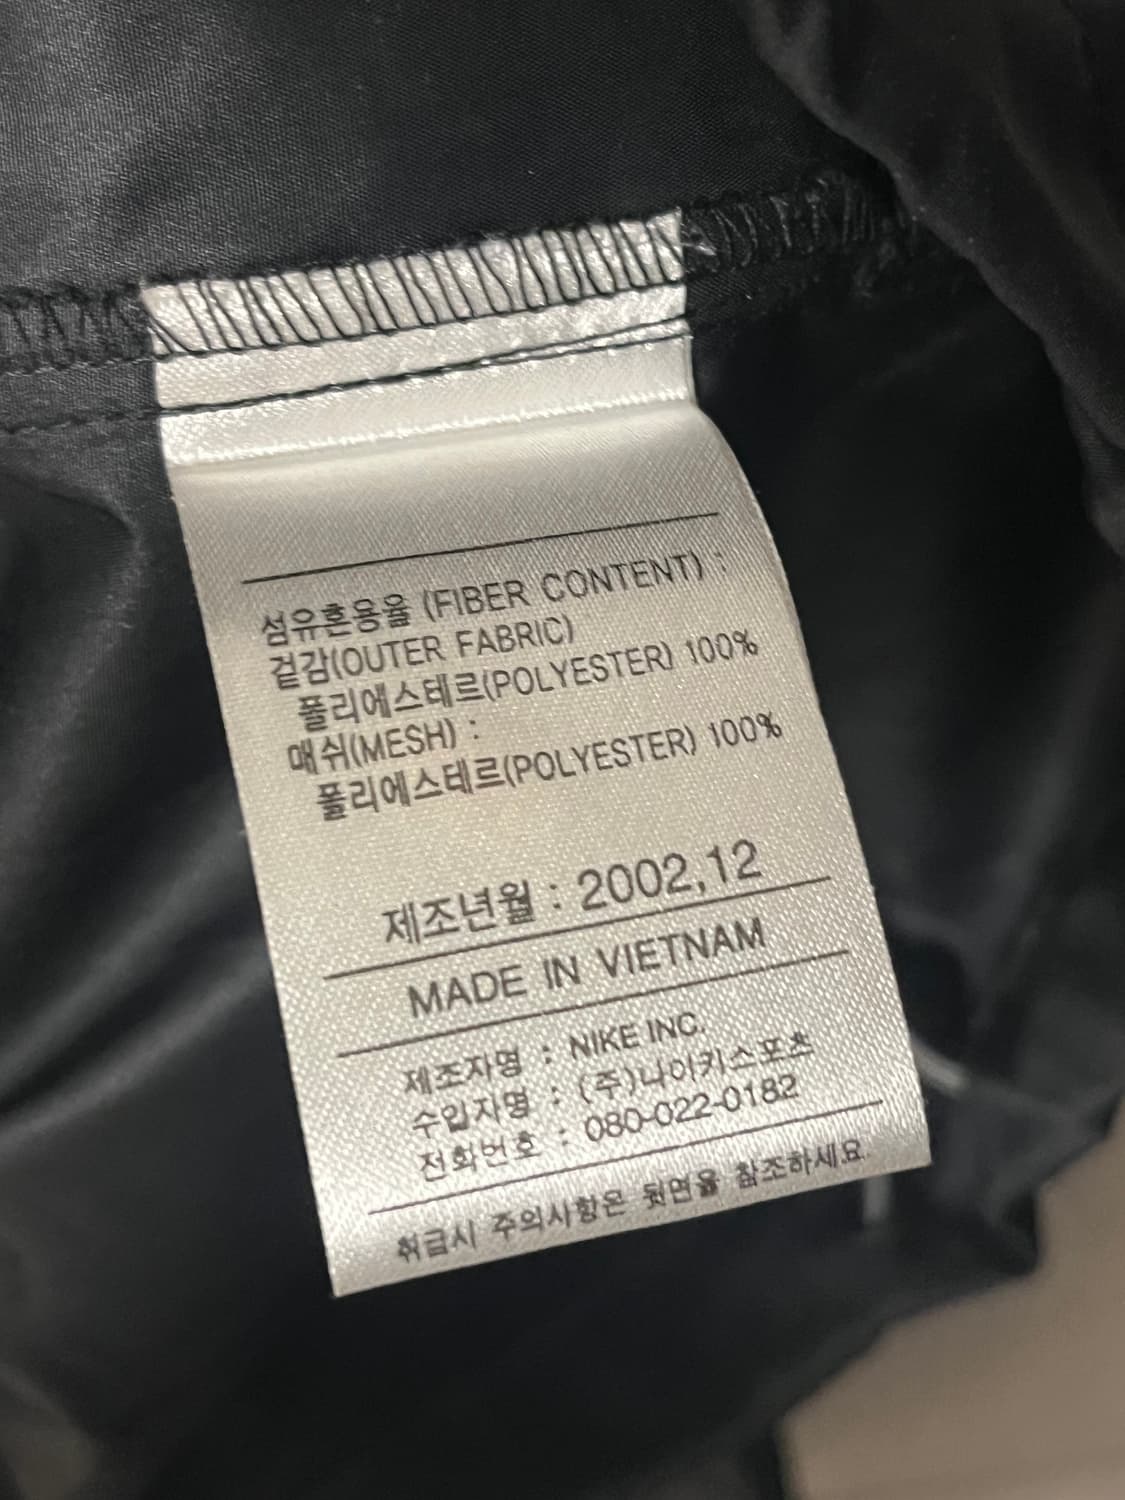 섬유혼용율 (FIBER CONTENT) :
겉감(OUTER FABRIC)
폴리에스테르(POLYESTER) 100%
매쉬(MESH) :
폴리에스테르(POLYESTER) 100%
제조년월 : 2002,12
MADE IN VIETNAM
제조자명 : NIKE INC.
수입자명 : (주)나이키스포츠
전화번호 : 080-022-0182
취급시 주의사항은 뒷면을 참조하세요.